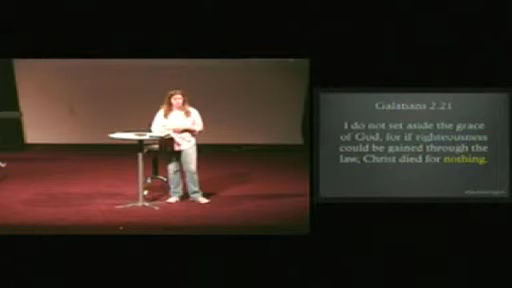 Galatians 2.21
I do not set aside the grace
of God, for if righteousness
could be gained through the
law, Christ died for nothing.